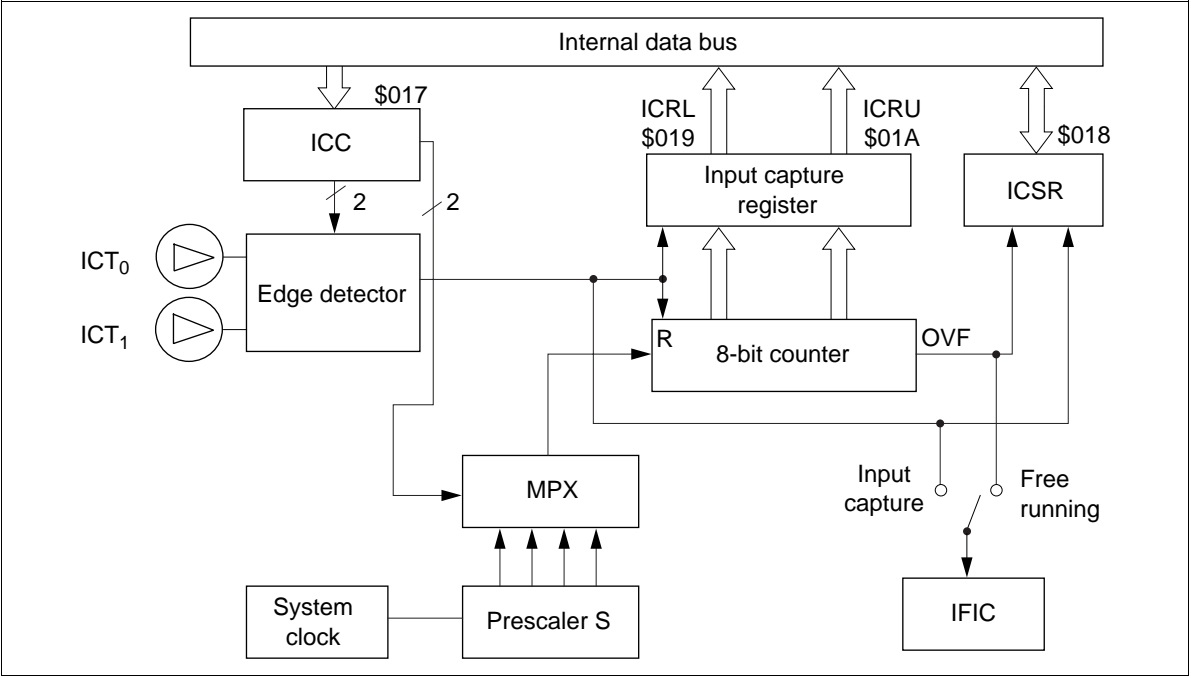 Internal data bus
$017
ICRL
$019
ICRU
$01A
$018
ICC
Input capture
register
ICSR
2
2
ICT0
Edge detector
ICT1
R
8-bit counter
OVF
MPX
Input
capture
Free
running
System
clock
Prescaler S
IFIC